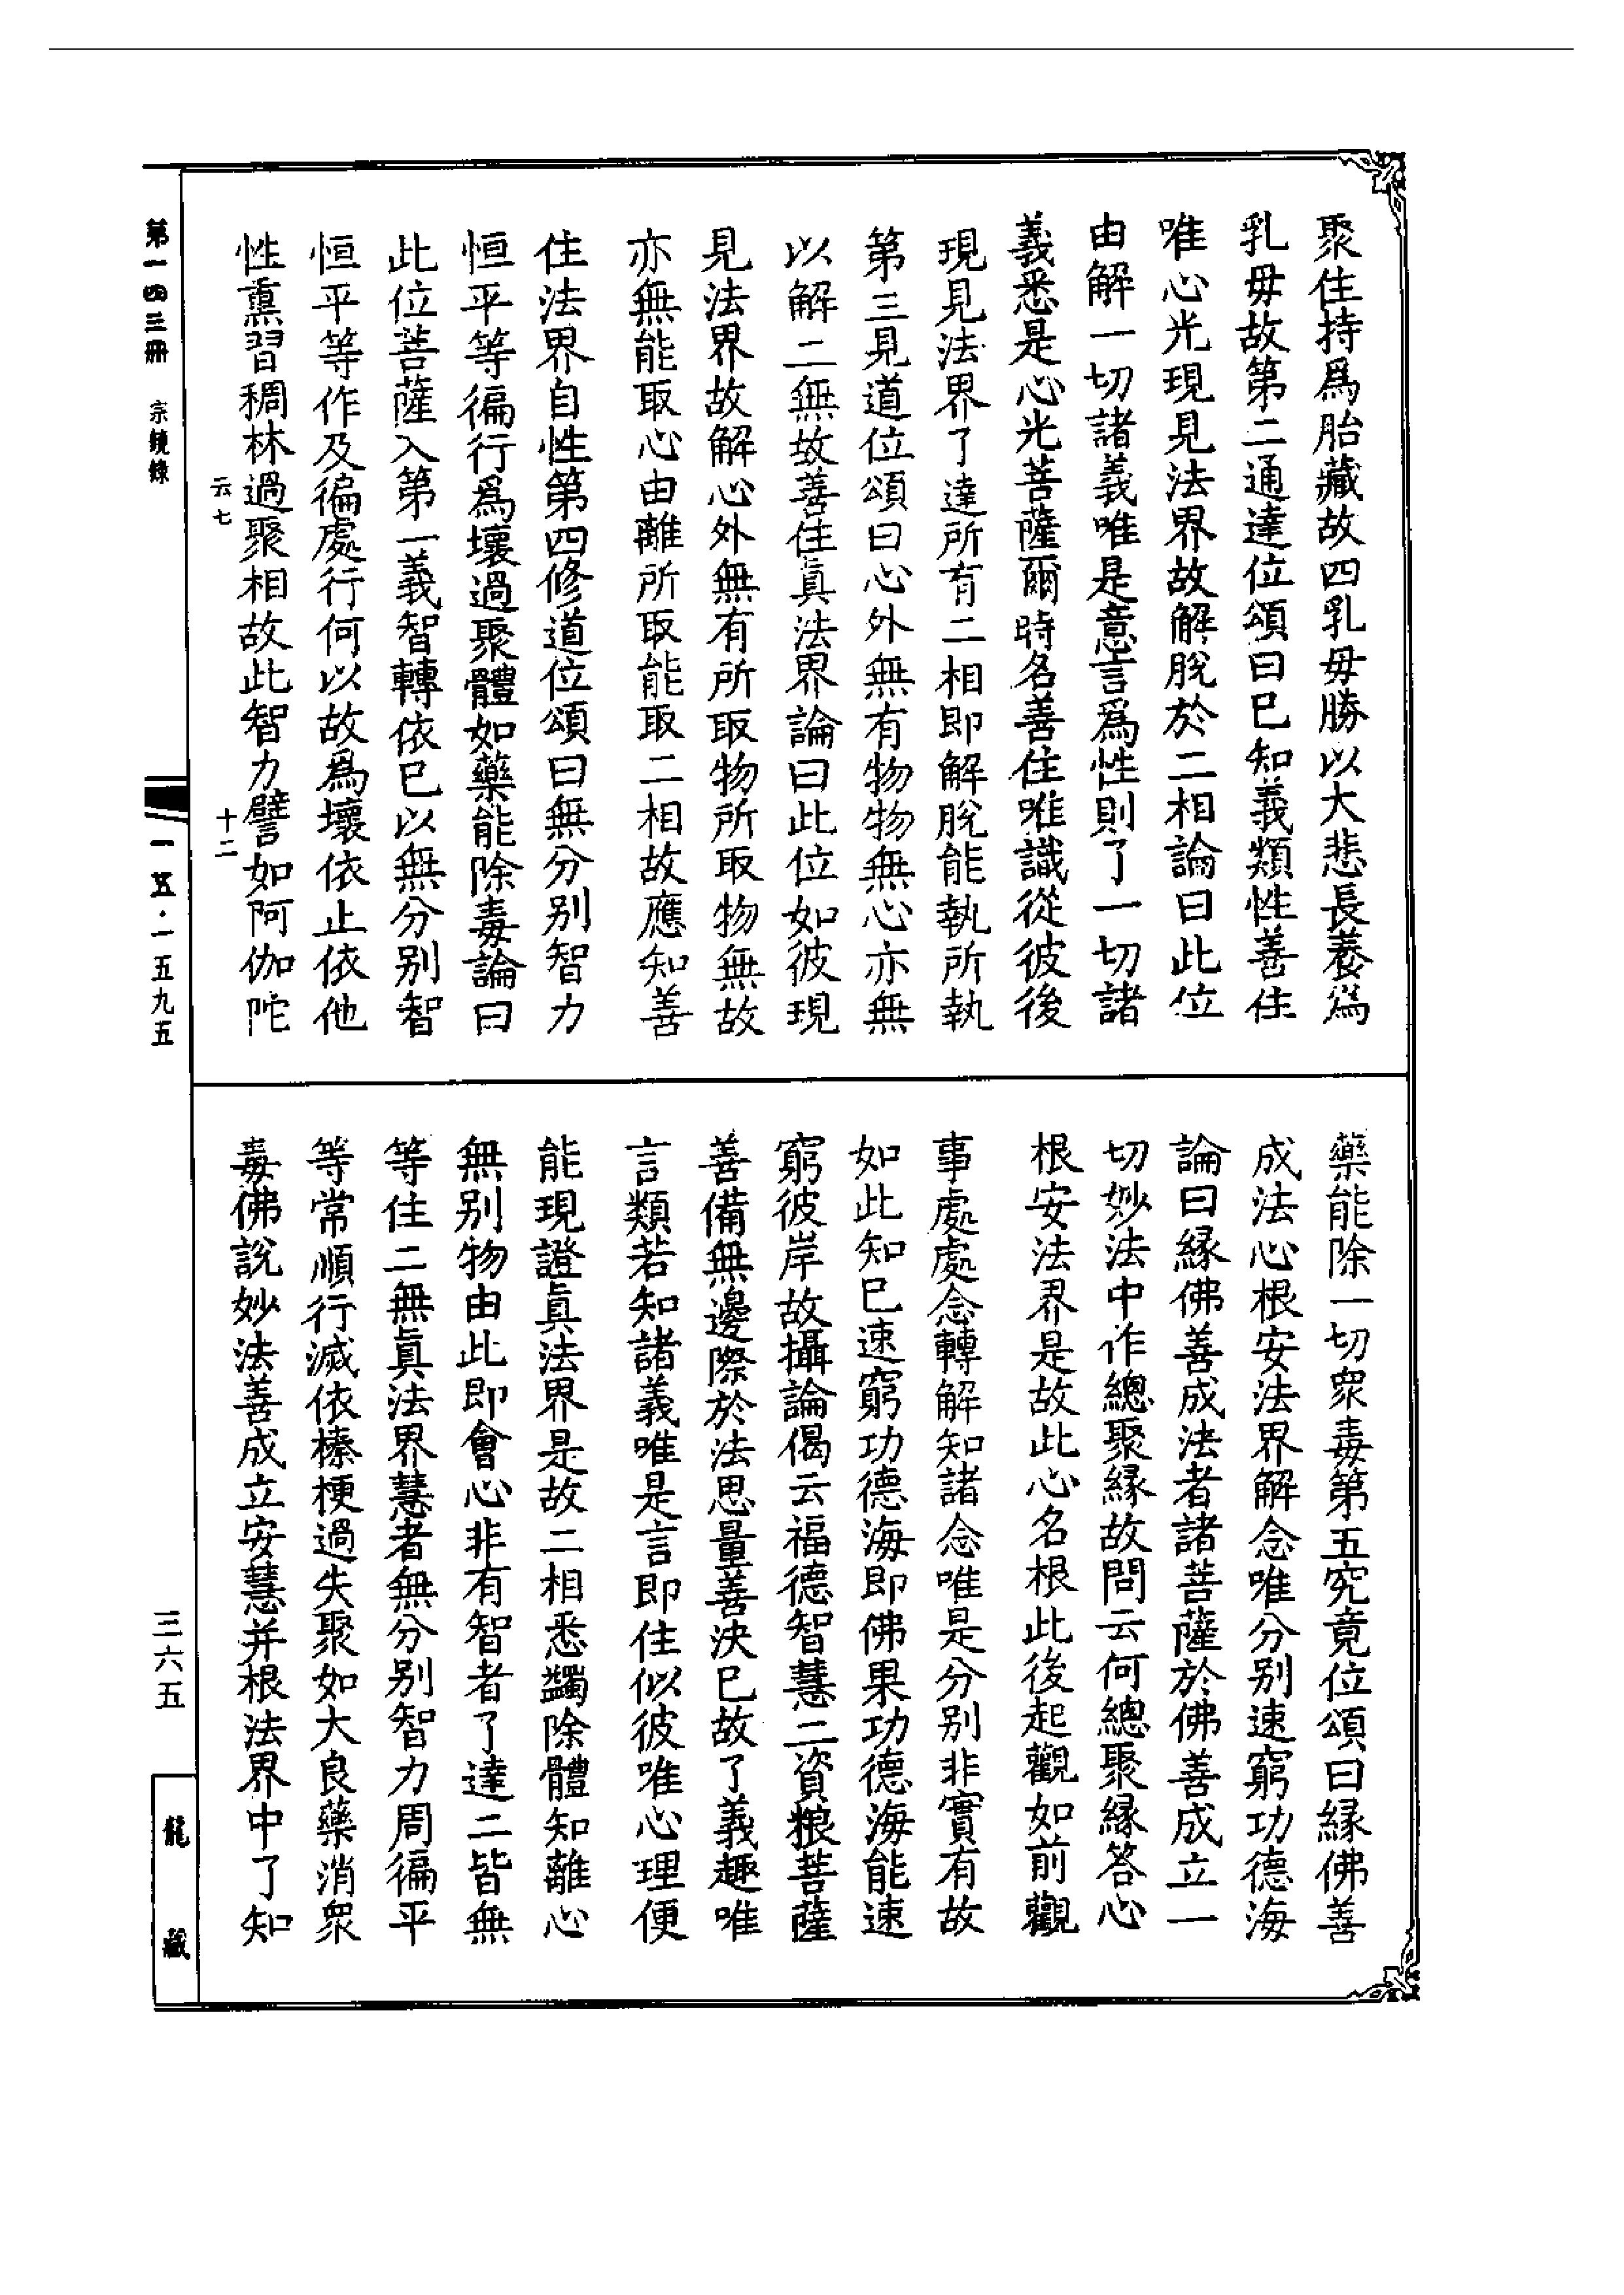 聚住持爲胎藏故四乳毋勝以大悲長養爲
乳毋故第二通達位頌曰巳知義類性善住
唯心光現見法界故解脫於二相論曰此位
由解一切諸義唯是意言爲性則了一切諸
義悉是心光菩薩爾時名善住唯識從彼後
現見法界了達所有二相即解脫能執所執
第三見道位頌曰心外無有物物無心亦無
以解二無故善住眞法界論曰此位如彼現
見法界故解心外無有所取物所取物無故
亦無能取心由離所取能取二相故應知善
住法界自性第四修道位頌曰無分別智力
恒平等徧行爲壞過聚體如藥能除毒論曰
此位菩薩入第一義智轉依巳以無分別智
恒平等作及徧處行何以故爲壞依止依他
性熏習稠林過聚相故此智力譬如阿伽陀
藥能除一切衆毒第五究竟位頌曰縁佛善
成法心根安法界解念唯分別速窮功德海
論曰縁佛善成法者諸菩薩於佛善成立一
切妙法中作總聚縁故問云何總聚縁答心
根安法界是故此心名根此後起觀如前觀
事處處念轉解知諸念唯是分別非實有故
如此知巳速窮功德海即佛果功德海能速
窮彼岸故攝論偈云福德智慧二資粮菩薩
善備無邊際於法思量善決巳故了義趣唯
言類若知諸義唯是言即住似彼唯心理便
能現證眞法界是故二相悉蠲除體知離心
無別物由此即會心非有智者了達二皆無
等住二無眞法界慧者無分別智力周徧平
等常順行滅依榛梗過失聚如大良藥消衆
毒佛說妙法善成立安慧并根法界中了知
云七
十二
第一四三冊
宗鏡錄
一五·一五九五
三六五
龍藏